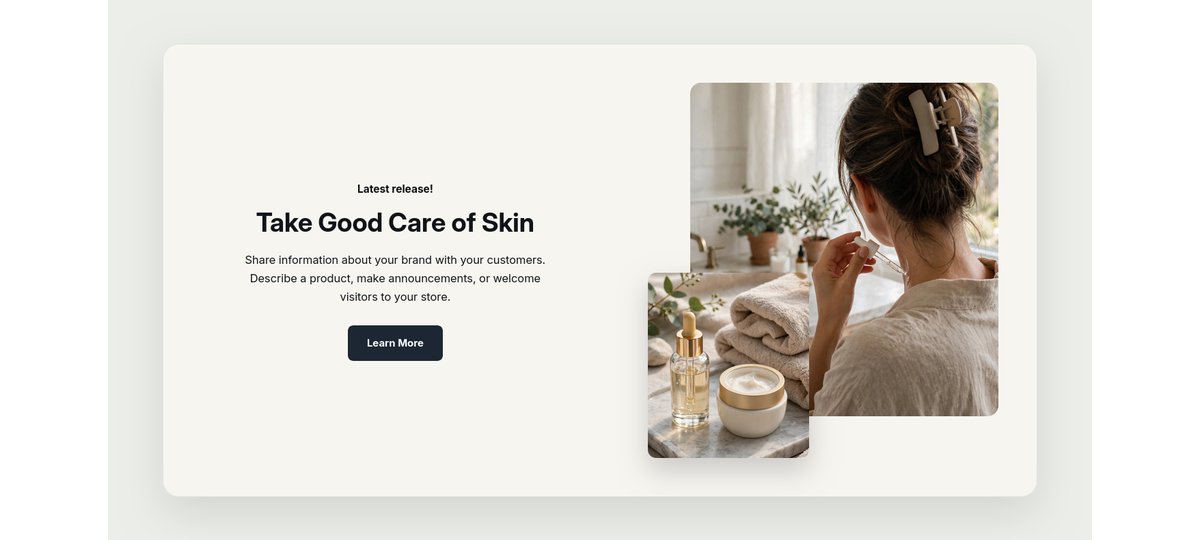 Latest release!
Take Good Care of Skin
Share information about your brand with your customers.
Describe a product, make announcements, or welcome
visitors to your store.
Learn More